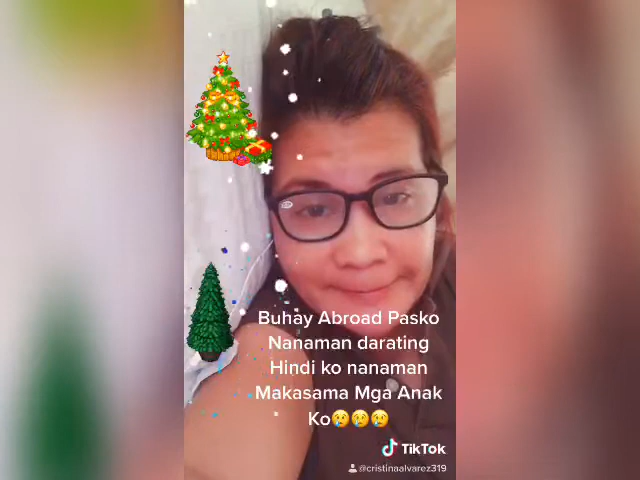 Buhay Abroad Pasko
Nanaman darating
Hindi ko nanaman
Makasama Mga Anak
Ko😢😢😢
TikTok
@cristinaalvarez319